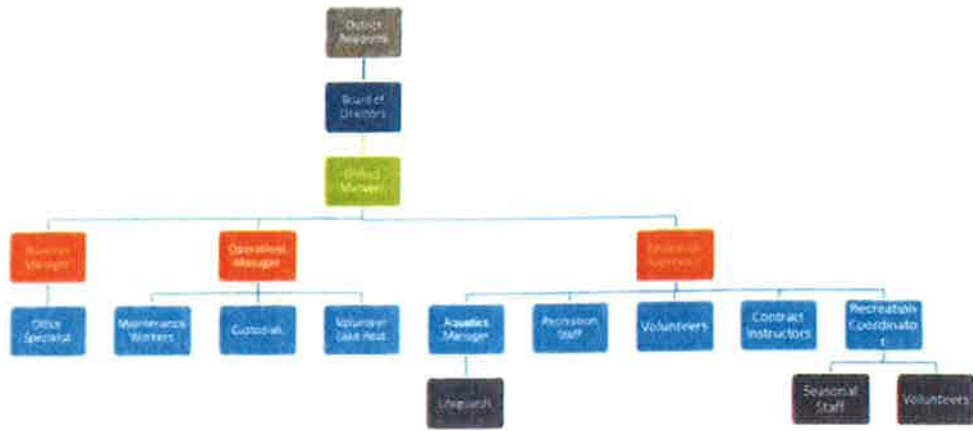 District
Residents
Board of
Directors
District
Manager
Business
Manager
Operations
Manager
Recreation
Supervisor
Office
Specialist
Maintenance
Workers
Custodian
Volunteer
Lake Host
Aquatics
Manager
Recreation
Staff
Volunteers
Contract
Instructors
Recreation
Coordinato
r
Lifeguards
Seasonal
Staff
Volunteers